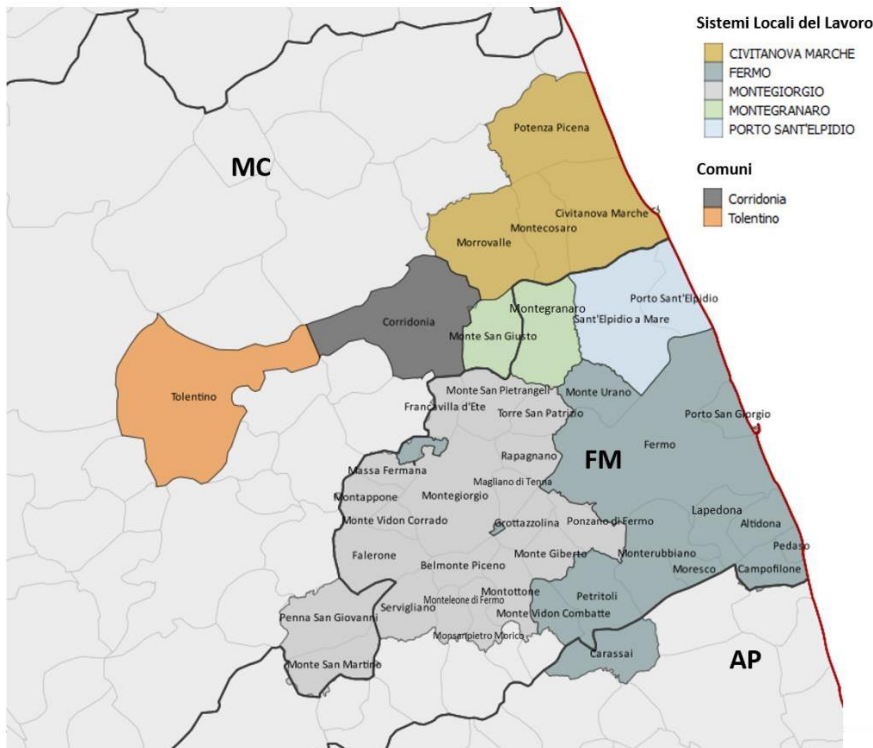 Sistemi Locali del Lavoro
CIVITANOVA MARCHE
FERMO
MONTEGIORGIO
MONTEGRANARO
PORTO SANT'ELPIDIO
Comuni
Corridonia
Tolentino
MC
Potenza Picena
Civitanova Marche
Montecosaro
Morrovalle
Porto Sant'Elpidio
Montegranaro
Sant'Elpidio a Mare
Corridonia
Monte San Giusto
Tolentino
Monte San Pietrangeli
Monte Urano
Francavilla d'Ete
Torre San Patrizio
Porto San Giorgio
Fermo
FM
Rapagnano
Massa Fermana
Magliano di Tenna
Montappone
Montegiorgio
Lapedona
Monte Vidon Corrado
Grottazzolina
Ponzano di Fermo
Altidona
Pedaso
Falerone
Monte Giberto
Monterubbiano
Belmonte Piceno
Moresco
Campofilone
Montottone
Petritoli
Monteleone di Fermo
Servigliano
Monte Vidon Combatte
Penna San Giovanni
Monsampietro Morico
Carassai
Monte San Martino
AP